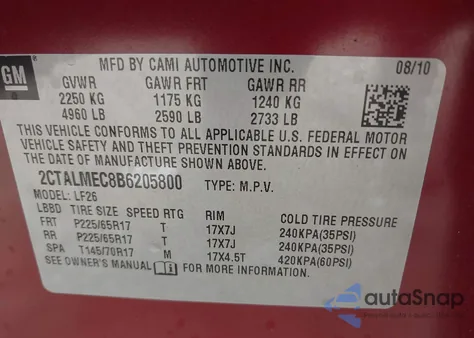 GM
MFD BY CAMI AUTOMOTIVE INC. 08/10
GVWR GAWR FRT GAWR RR
2250 KG 1175 KG 1240 KG
4960 LB 2590 LB 2733 LB
THIS VEHICLE CONFORMS TO ALL APPLICABLE U.S. FEDERAL MOTOR
VEHICLE SAFETY AND THEFT PREVENTION STANDARDS IN EFFECT ON
THE DATE OF MANUFACTURE SHOWN ABOVE.
2CTALMEC8B6205800 TYPE: M.P.V.
MODEL: LF26
LBBD TIRE SIZE SPEED RTG RIM COLD TIRE PRESSURE
FRT P225/65R17 T 17X7J 240KPA(35PSI)
RR P225/65R17 T 17X7J 240KPA(35PSI)
SPA T145/70R17 M 17X4.5T 420KPA(60PSI)
SEE OWNER'S MANUAL FOR MORE INFORMATION.
autoSnap